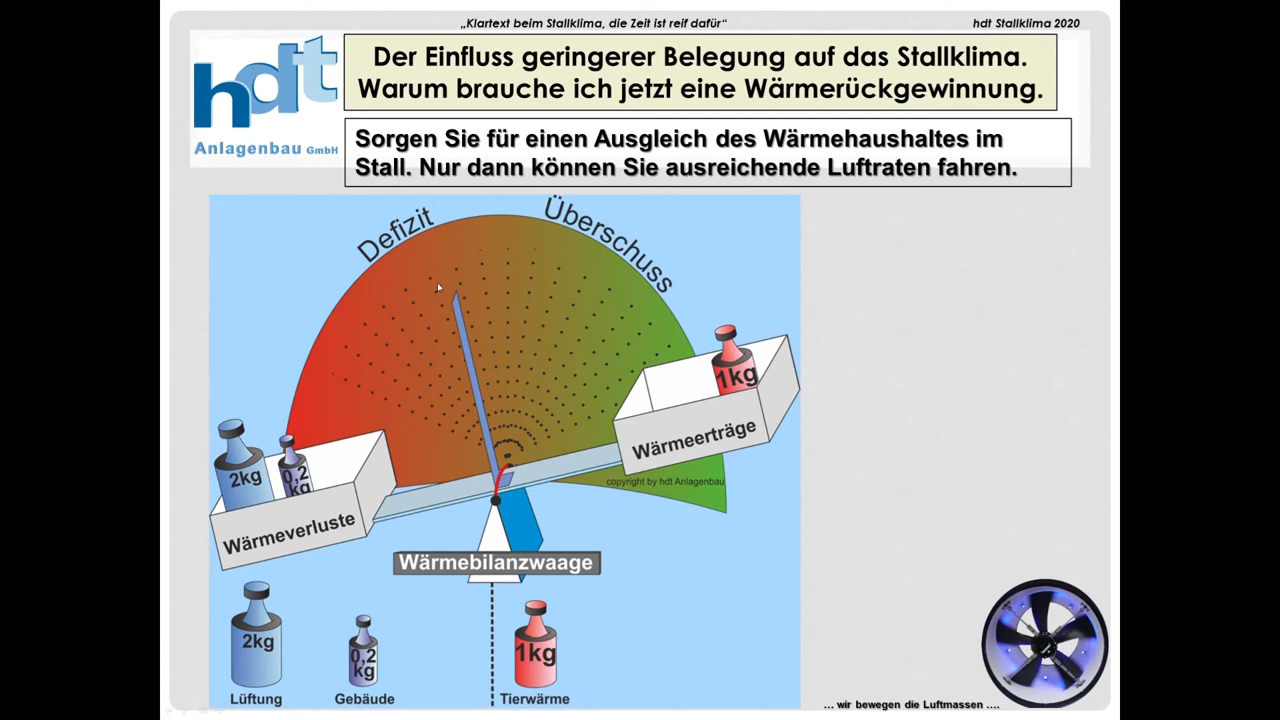 „Klartext beim Stallklima, die Zeit ist reif dafür“
hdt Stallklima 2020
hdt
Anlagenbau GmbH
Der Einfluss geringerer Belegung auf das Stallklima.
Warum brauche ich jetzt eine Wärmerückgewinnung.
Sorgen Sie für einen Ausgleich des Wärmehaushaltes im
Stall. Nur dann können Sie ausreichende Luftraten fahren.
Defizit
Überschuss
1kg
Wärmeerträge
2kg
0,2
kg
Wärmeverluste
copyright by hdt Anlagenbau
Wärmebilanzwaage
2kg
0,2
kg
1kg
Lüftung
Gebäude
Tierwärme
... wir bewegen die Luftmassen ....